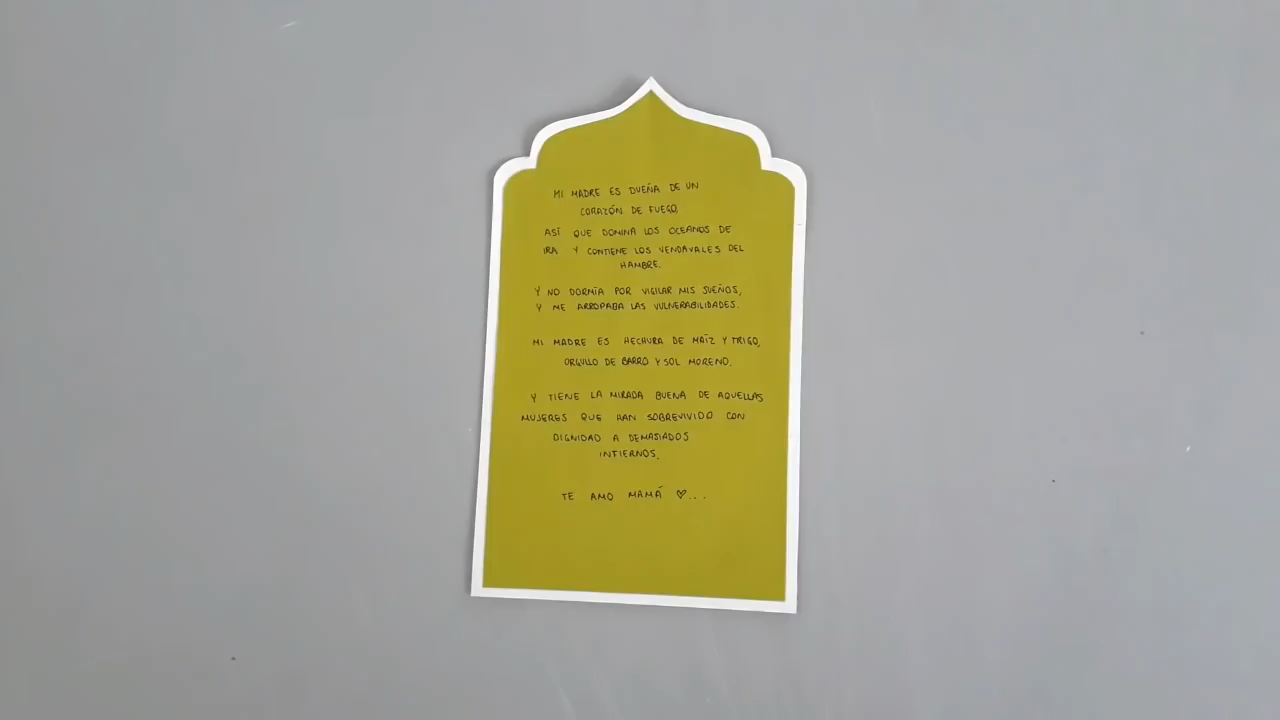 MI MADRE ES DUEÑA DE UN
CORAZÓN DE FUEGO,
ASÍ QUE DOMINA LOS OCEANOS DE
IRA Y CONTIENE LOS VENDAVALES DEL
HAMBRE.
Y NO DORMÍA POR VIGILAR MIS SUEÑOS,
Y ME ARROPABA LAS VULNERABILIDADES.
MI MADRE ES HECHURA DE MAÍZ Y TRIGO,
ORGULLO DE BARRO Y SOL MORENO.
Y TIENE LA MIRADA BUENA DE AQUELLAS
MUJERES QUE HAN SOBREVIVIDO CON
DIGNIDAD A DEMASIADOS
INFIERNOS.
TE AMO MAMÁ ♡...